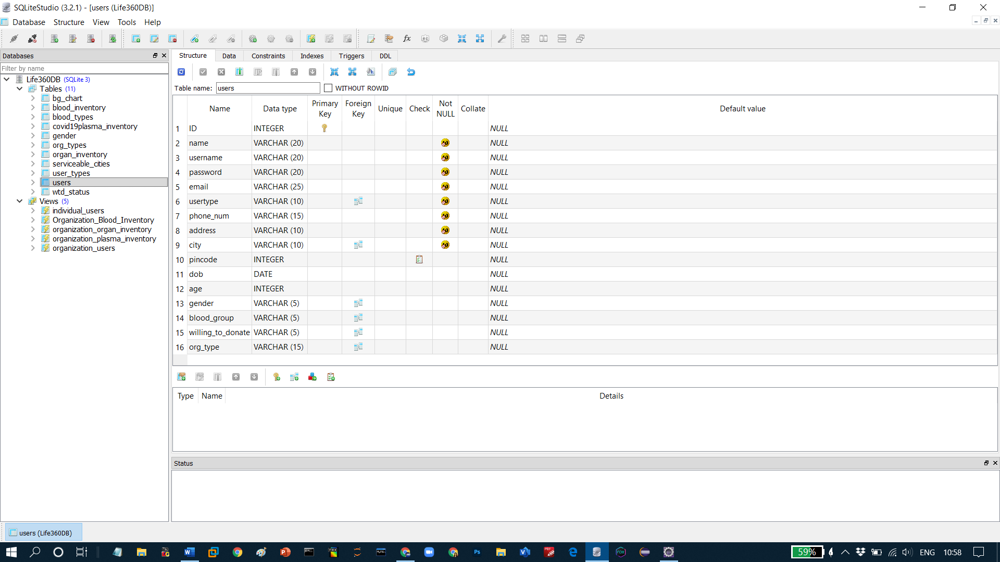 SQLiteStudio (3.2.1) - [users (Life360DB)]
Database Structure View Tools Help
Databases
Filter by name
Life360DB (SQLite 3)
Tables (11)
bg_chart
blood_inventory
blood_types
covid19plasma_inventory
gender
org_types
organ_inventory
serviceable_cities
user_types
users
wtd_status
Views (5)
individual_users
Organization_Blood_Inventory
organization_organ_inventory
organization_plasma_inventory
organization_users
Structure Data Constraints Indexes Triggers DDL
Table name: users WITHOUT ROWID
Name Data type Primary Key Foreign Key Unique Check Not NULL Collate Default value
1 ID INTEGER NULL
2 name VARCHAR (20) NULL
3 username VARCHAR (20) NULL
4 password VARCHAR (20) NULL
5 email VARCHAR (25) NULL
6 usertype VARCHAR (10) NULL
7 phone_num VARCHAR (15) NULL
8 address VARCHAR (10) NULL
9 city VARCHAR (10) NULL
10 pincode INTEGER NULL
11 dob DATE NULL
12 age INTEGER NULL
13 gender VARCHAR (5) NULL
14 blood_group VARCHAR (5) NULL
15 willing_to_donate VARCHAR (5) NULL
16 org_type VARCHAR (15) NULL
Type Name Details
Status
users (Life360DB)
59% ENG 10:58